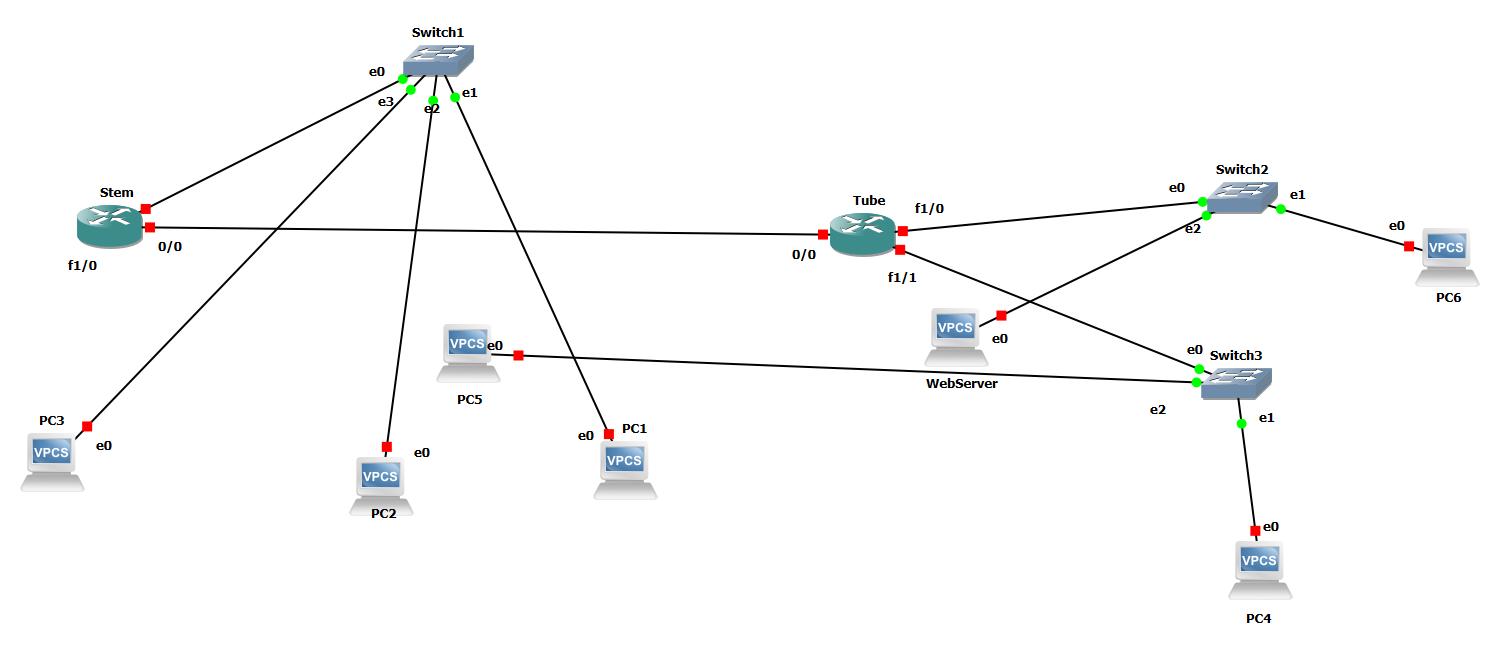 Switch1
e0
e3
e2
e1
Stem
0/0
f1/0
Switch2
e0
e1
e2
Tube
f1/0
0/0
f1/1
e0
VPCS
PC6
VPCS
e0
WebServer
VPCS
e0
PC5
e0
Switch3
e2
e1
PC3
VPCS
e0
e0
VPCS
PC2
e0
PC1
VPCS
e0
VPCS
PC4